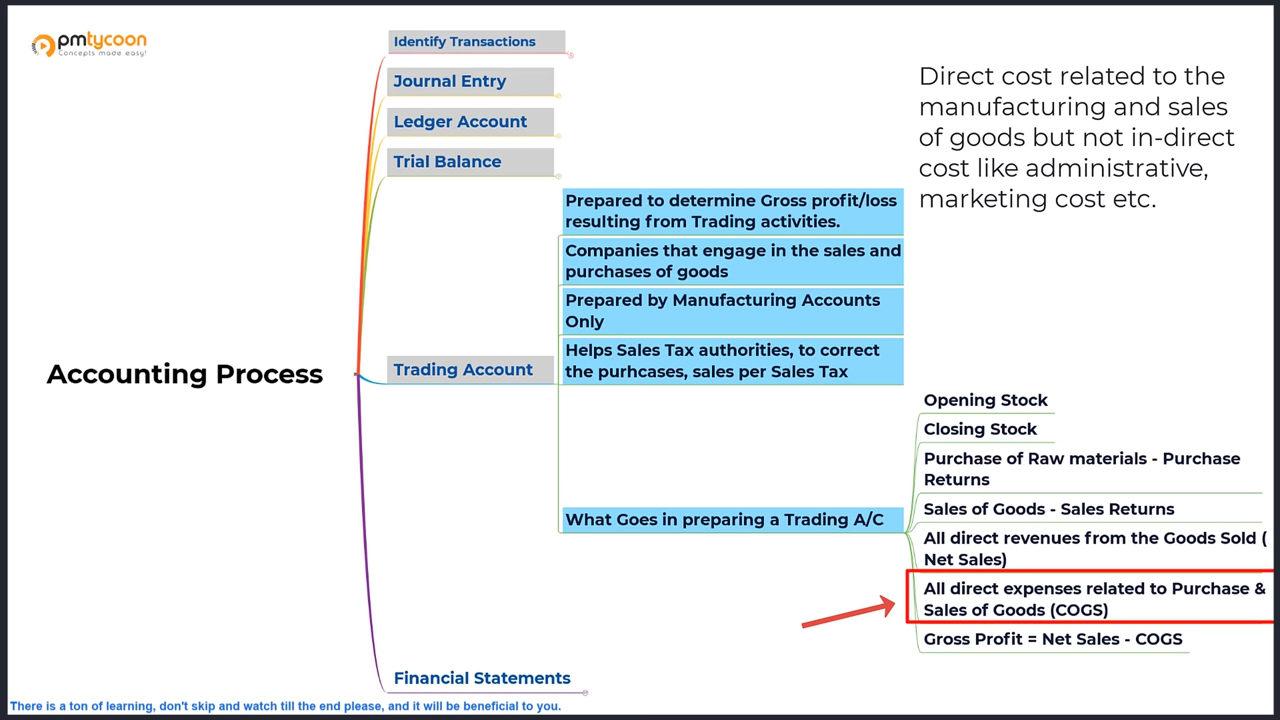 pmtycoon
Concepts made easy!
Identify Transactions
Journal Entry
Ledger Account
Trial Balance
Direct cost related to the
manufacturing and sales
of goods but not in-direct
cost like administrative,
marketing cost etc.
Prepared to determine Gross profit/loss
resulting from Trading activities.
Companies that engage in the sales and
purchases of goods
Prepared by Manufacturing Accounts
Only
Helps Sales Tax authorities, to correct
the purhcases, sales per Sales Tax
Accounting Process
Trading Account
What Goes in preparing a Trading A/C
Opening Stock
Closing Stock
Purchase of Raw materials - Purchase
Returns
Sales of Goods - Sales Returns
All direct revenues from the Goods Sold (
Net Sales)
All direct expenses related to Purchase &
Sales of Goods (COGS)
Gross Profit = Net Sales - COGS
Financial Statements
There is a ton of learning, don't skip and watch till the end please, and it will be beneficial to you.